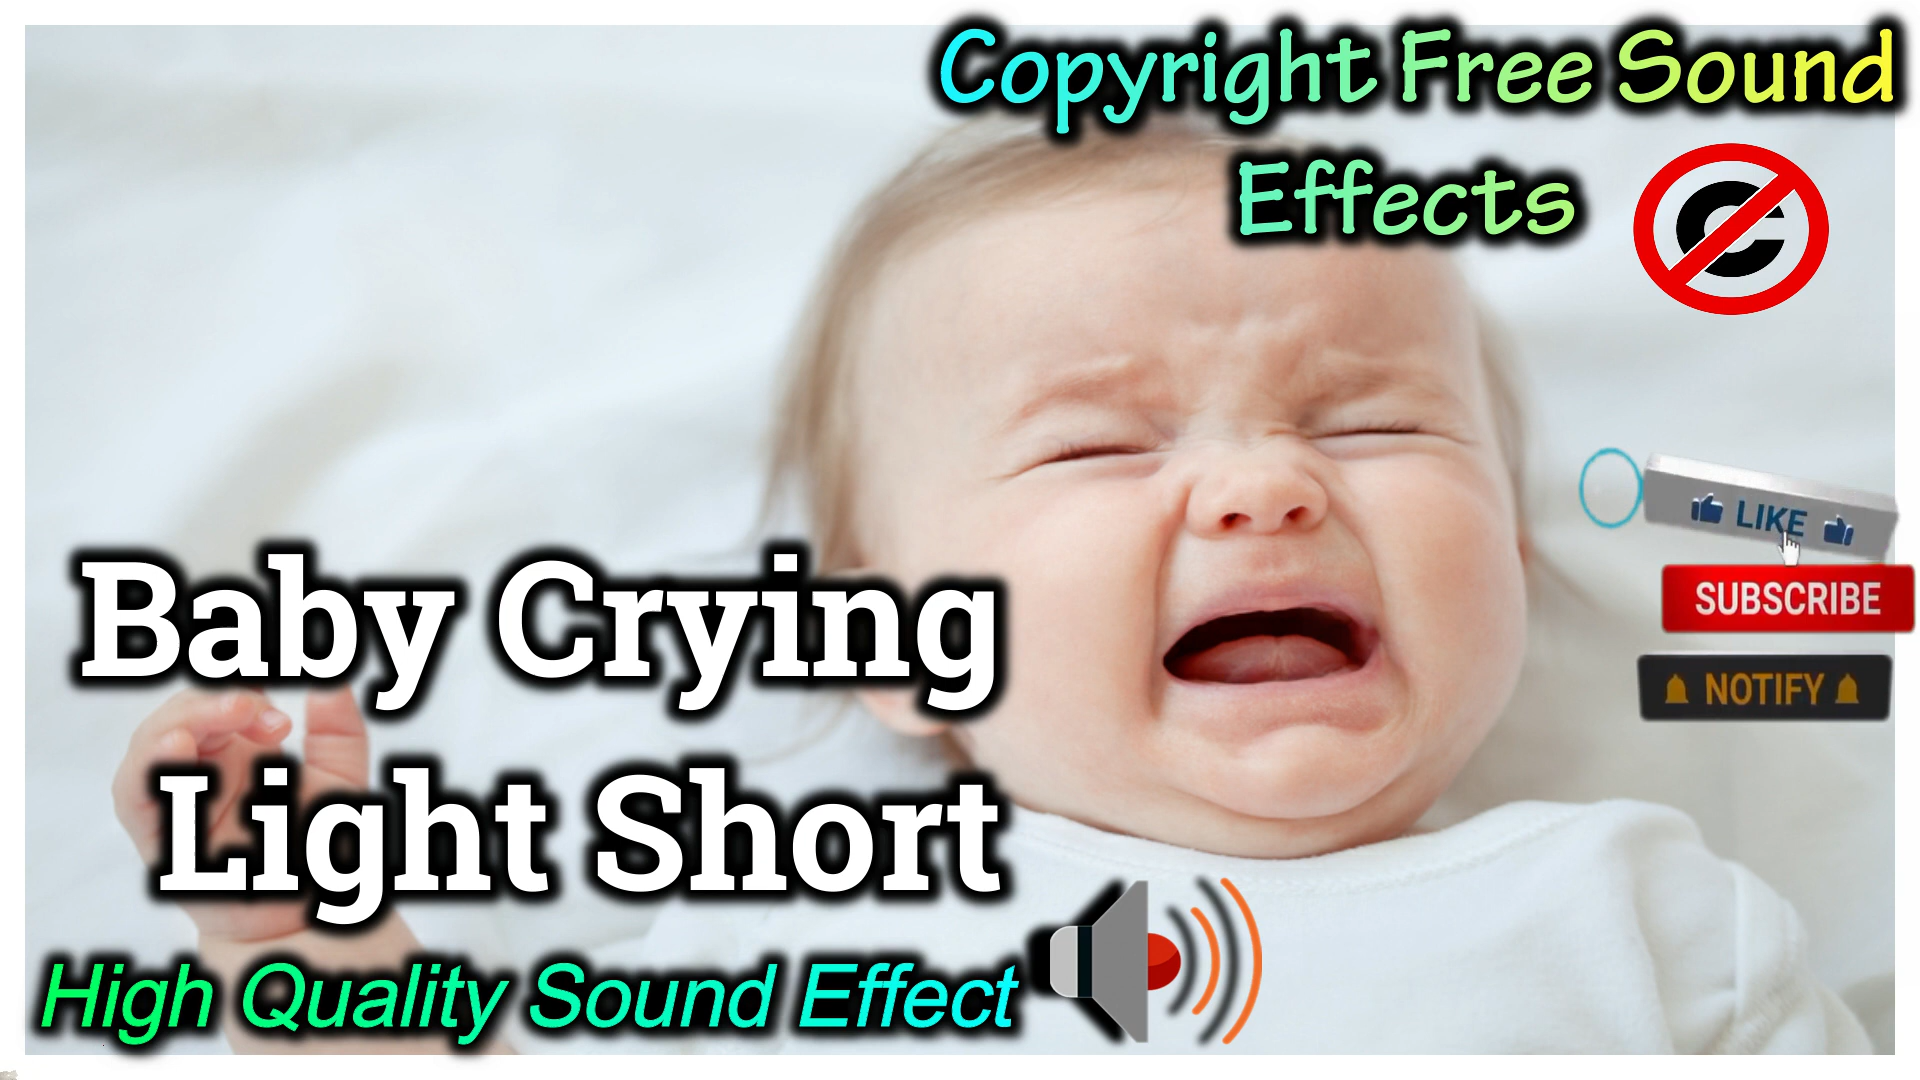 Copyright Free Sound
Effects
C
LIKE
SUBSCRIBE
NOTIFY
Baby Crying
Light Short
High Quality Sound Effect